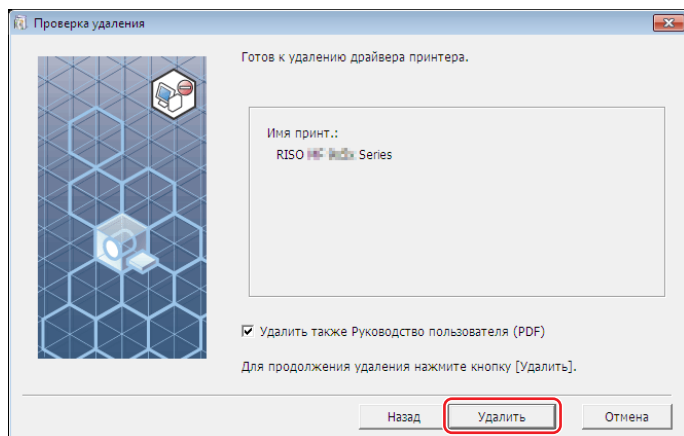 Проверка удаления
Готов к удалению драйвера принтера.
Имя принт.:
RISO Series
Удалить также Руководство пользователя (PDF)
Для продолжения удаления нажмите кнопку [Удалить].
Назад
Удалить
Отмена